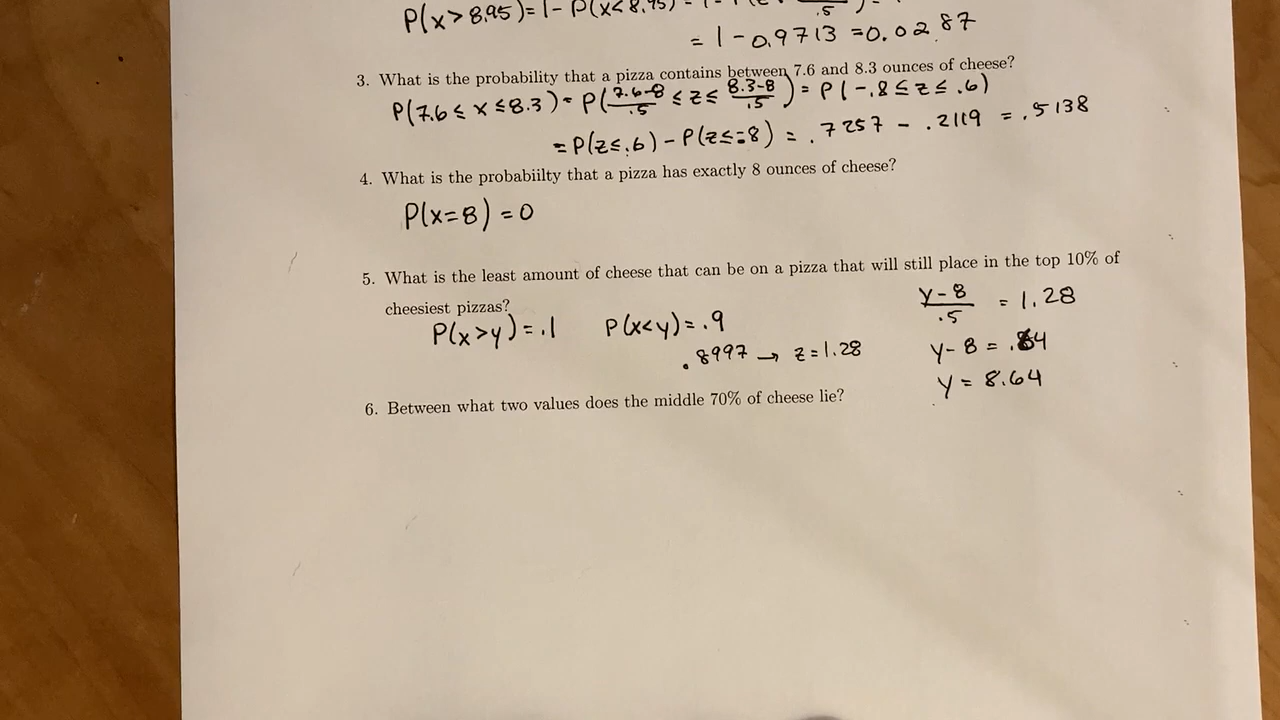 P(x>8.95)=1-P(x<8.95)
.5
= 1-0.9713 =0.0287
3. What is the probability that a pizza contains between 7.6 and 8.3 ounces of cheese?
P(7.6 ≤ x ≤ 8.3) = P(7.6-8/.5 ≤ z ≤ 8.3-8/.5) = P(-.8 ≤ z ≤ .6)
= P(z ≤ .6) - P(z ≤ -.8) = .7257 - .2119 = .5138
4. What is the probabiilty that a pizza has exactly 8 ounces of cheese?
P(x=8) = 0
5. What is the least amount of cheese that can be on a pizza that will still place in the top 10% of
cheesiest pizzas?
P(x>y) = .1 P(x<y) = .9
.8997 → z=1.28
y-8/.5 = 1.28
y-8 = .64
y = 8.64
6. Between what two values does the middle 70% of cheese lie?